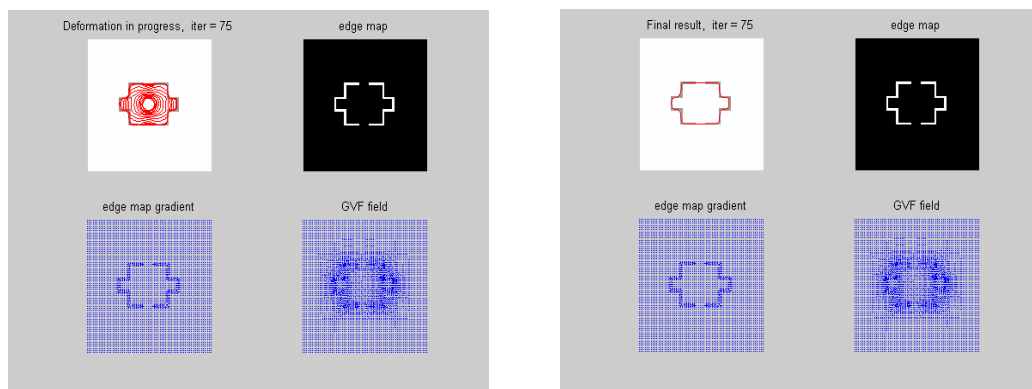 Deformation in progress,  iter = 75
edge map
edge map gradient
GVF field
Final result,  iter = 75
edge map
edge map gradient
GVF field